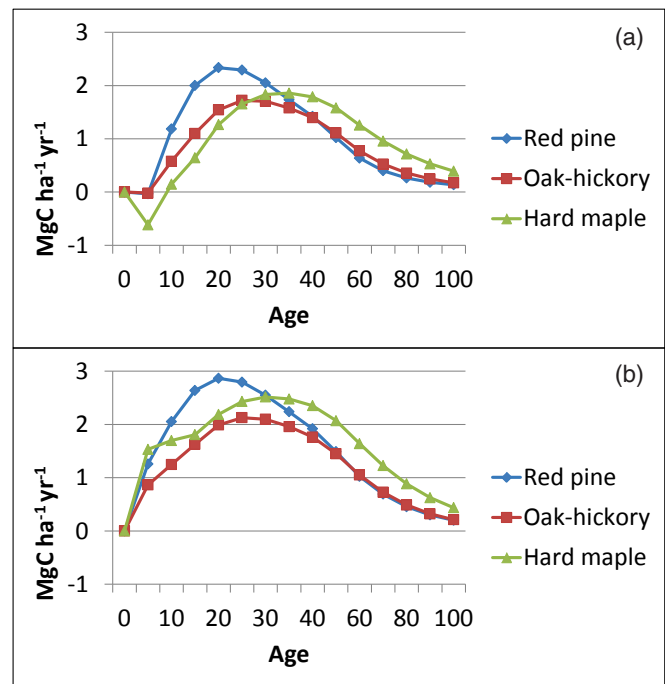 (a)
3
2
1
0
-1
MgC ha⁻¹ yr⁻¹
0 10 20 30 40 60 80 100
Age
Red pine
Oak-hickory
Hard maple
(b)
3
2
1
0
-1
MgC ha⁻¹ yr⁻¹
0 10 20 30 40 60 80 100
Age
Red pine
Oak-hickory
Hard maple